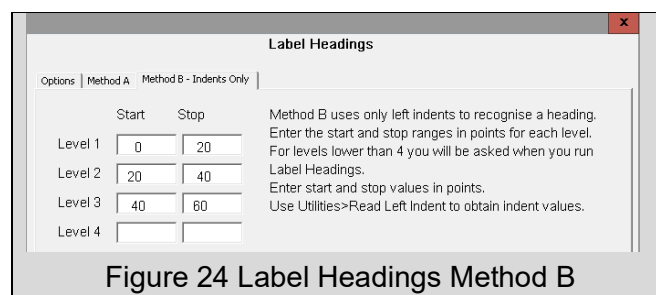 x
Label Headings
Options | Method A | Method B - Indents Only
Start Stop
Level 1 0 20
Level 2 20 40
Level 3 40 60
Level 4
Method B uses only left indents to recognise a heading.
Enter the start and stop ranges in points for each level.
For levels lower than 4 you will be asked when you run
Label Headings.
Enter start and stop values in points.
Use Utilities>Read Left Indent to obtain indent values.
Figure 24 Label Headings Method B